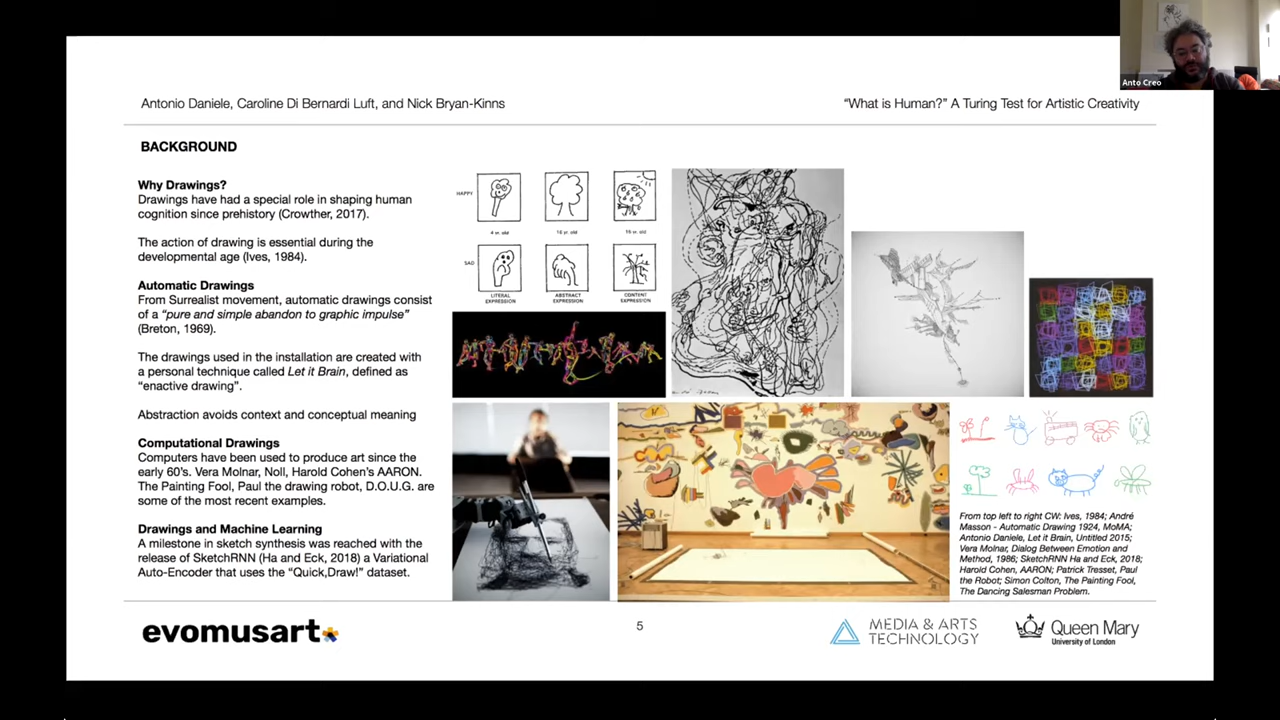 Anto Creo
Antonio Daniele, Caroline Di Bernardi Luft, and Nick Bryan-Kinns
“What is Human?” A Turing Test for Artistic Creativity
BACKGROUND
Why Drawings?
Drawings have had a special role in shaping human
cognition since prehistory (Crowther, 2017).
The action of drawing is essential during the
developmental age (Ives, 1984).
Automatic Drawings
From Surrealist movement, automatic drawings consist
of a “pure and simple abandon to graphic impulse”
(Breton, 1969).
The drawings used in the installation are created with
a personal technique called Let it Brain, defined as
“enactive drawing”.
Abstraction avoids context and conceptual meaning
Computational Drawings
Computers have been used to produce art since the
early 60’s. Vera Molnar, Noll, Harold Cohen’s AARON.
The Painting Fool, Paul the drawing robot, D.O.U.G. are
some of the most recent examples.
Drawings and Machine Learning
A milestone in sketch synthesis was reached with the
release of SketchRNN (Ha and Eck, 2018) a Variational
Auto-Encoder that uses the “Quick,Draw!” dataset.
HAPPY
4 yr. old
SAD
LITERAL
EXPRESSION
ABSTRACT
EXPRESSION
CONTENT
EXPRESSION
From top left to right CW: Ives, 1984; André
Masson - Automatic Drawing 1924, MoMA;
Antonio Daniele, Let it Brain, Untitled 2015;
Vera Molnar, Dialog Between Emotion and
Method, 1986; SketchRNN Ha and Eck, 2018;
Harold Cohen, AARON; Patrick Tresset, Paul
the Robot; Simon Colton, The Painting Fool,
The Dancing Salesman Problem.
evomusart
5
MEDIA & ARTS
TECHNOLOGY
Queen Mary
University of London